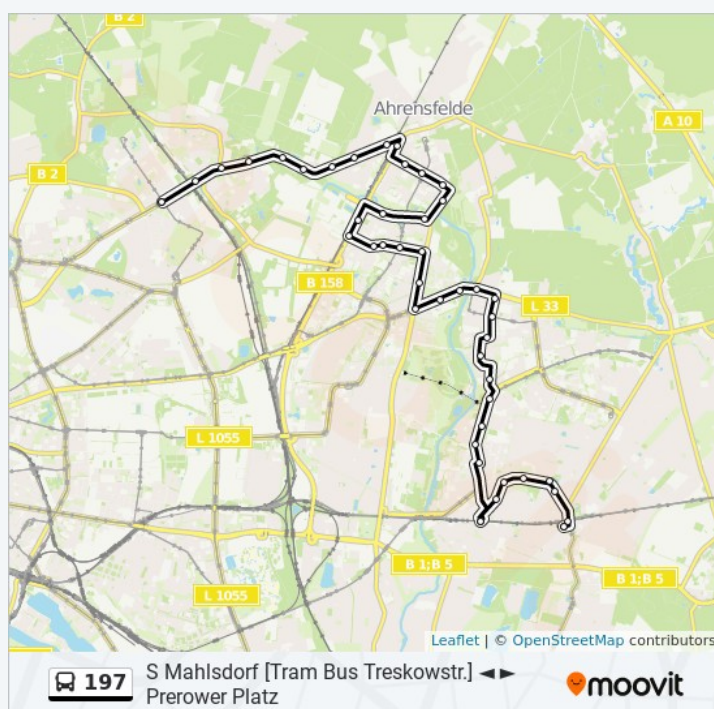 B 2
Ahrensfelde
A 10
B 2
B 158
L 33
L 1055
B 1;B 5
B 1;B 5
L 1055
Leaflet | © OpenStreetMap contributors
197
S Mahlsdorf [Tram Bus Treskowstr.] ◄►
Prerower Platz
moovit